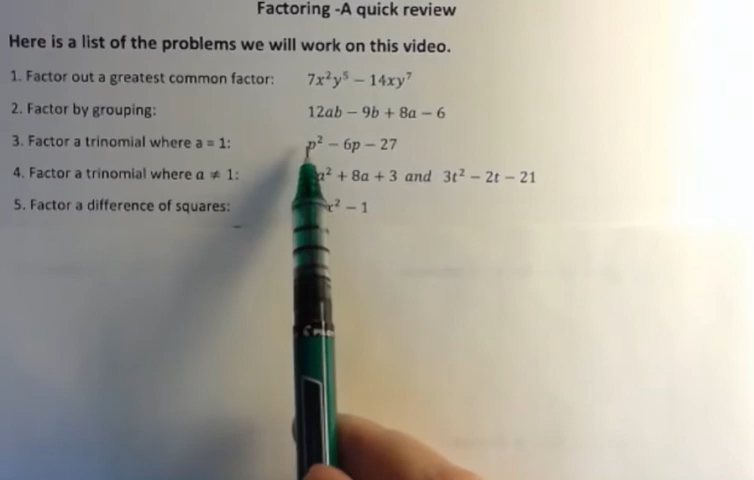 Factoring -A quick review
Here is a list of the problems we will work on this video.
1. Factor out a greatest common factor: 7x²y⁵ − 14xy⁷
2. Factor by grouping: 12ab − 9b + 8a − 6
3. Factor a trinomial where a = 1: p² − 6p − 27
4. Factor a trinomial where a ≠ 1: a² + 8a + 3 and 3t² − 2t − 21
5. Factor a difference of squares: x² − 1